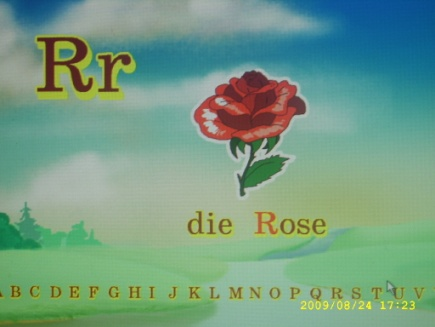 Rr
die Rose
A B C D E F G H I J K L M N O P Q R S T U V
2009/08/24 17:23